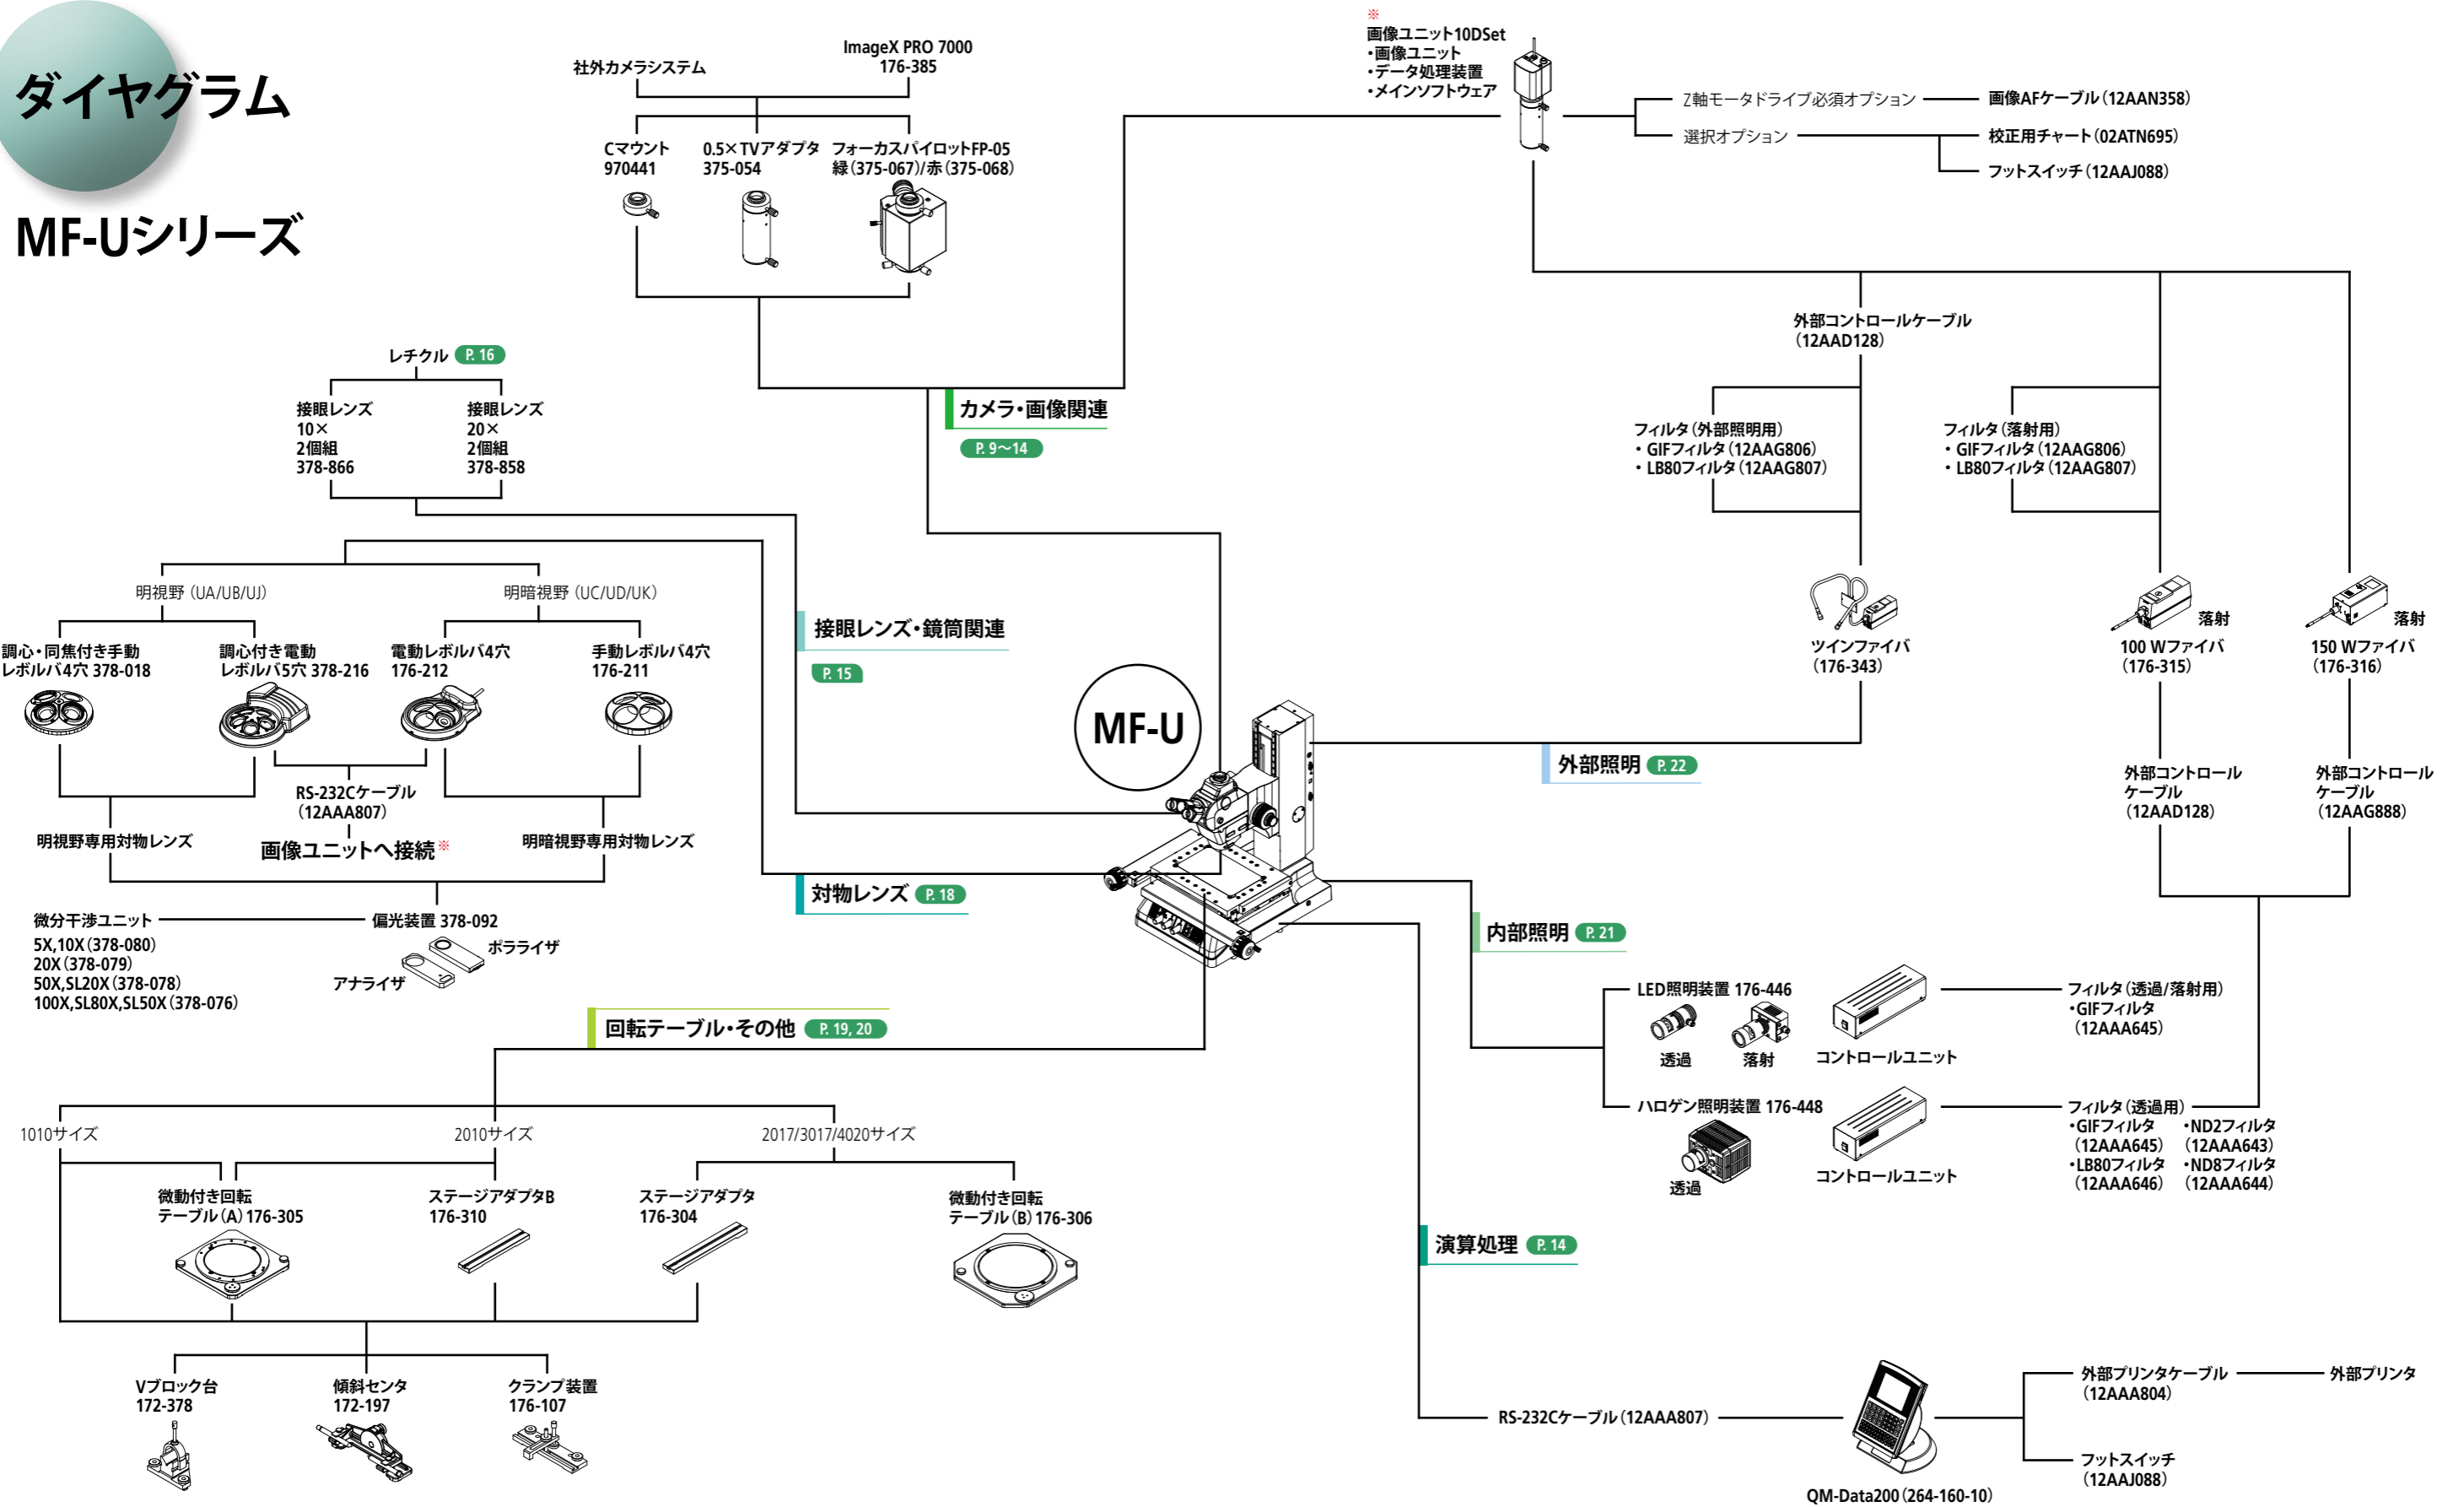 ダイヤグラム
MF-Uシリーズ
社外カメラシステム
ImageX PRO 7000
176-385
Cマウント
970441
0.5×TVアダプタ
375-054
フォーカスパイロットFP-05
緑(375-067)/赤(375-068)
※
画像ユニット10DSet
・画像ユニット
・データ処理装置
・メインソフトウェア
Z軸モータドライブ必須オプション
画像AFケーブル(12AAN358)
選択オプション
校正用チャート(02ATN695)
フットスイッチ(12AAJ088)
カメラ・画像関連
P. 9〜14
レチクル P. 16
接眼レンズ
10×
2個組
378-866
接眼レンズ
20×
2個組
378-858
接眼レンズ・鏡筒関連
P. 15
明視野(UA/UB/UJ)
明暗視野(UC/UD/UK)
調心・同焦付き手動
レボルバ4穴 378-018
調心付き電動
レボルバ5穴 378-216
電動レボルバ4穴
176-212
手動レボルバ4穴
176-211
RS-232Cケーブル
(12AAA807)
画像ユニットへ接続※
明視野専用対物レンズ
明暗視野専用対物レンズ
対物レンズ P. 18
微分干渉ユニット
5X,10X(378-080)
20X(378-079)
50X,SL20X(378-078)
100X,SL80X,SL50X(378-076)
偏光装置 378-092
ポラライザ
アナライザ
MF-U
外部コントロールケーブル
(12AAD128)
フィルタ(外部照明用)
・GIFフィルタ(12AAG806)
・LB80フィルタ(12AAG807)
フィルタ(落射用)
・GIFフィルタ(12AAG806)
・LB80フィルタ(12AAG807)
ツインファイバ
(176-343)
落射
100 Wファイバ
(176-315)
落射
150 Wファイバ
(176-316)
外部照明 P. 22
外部コントロール
ケーブル
(12AAD128)
外部コントロール
ケーブル
(12AAG888)
内部照明 P. 21
LED照明装置 176-446
透過
落射
コントロールユニット
フィルタ(透過/落射用)
・GIFフィルタ
(12AAA645)
ハロゲン照明装置 176-448
透過
コントロールユニット
フィルタ(透過用)
・GIFフィルタ
(12AAA645)
・LB80フィルタ
(12AAA646)
・ND2フィルタ
(12AAA643)
・ND8フィルタ
(12AAA644)
回転テーブル・その他 P. 19, 20
1010サイズ
2010サイズ
2017/3017/4020サイズ
微動付き回転
テーブル(A)176-305
ステージアダプタB
176-310
ステージアダプタ
176-304
微動付き回転
テーブル(B)176-306
Vブロック台
172-378
傾斜センタ
172-197
クランプ装置
176-107
演算処理 P. 14
RS-232Cケーブル(12AAA807)
QM-Data200(264-160-10)
外部プリンタケーブル
(12AAA804)
外部プリンタ
フットスイッチ
(12AAJ088)